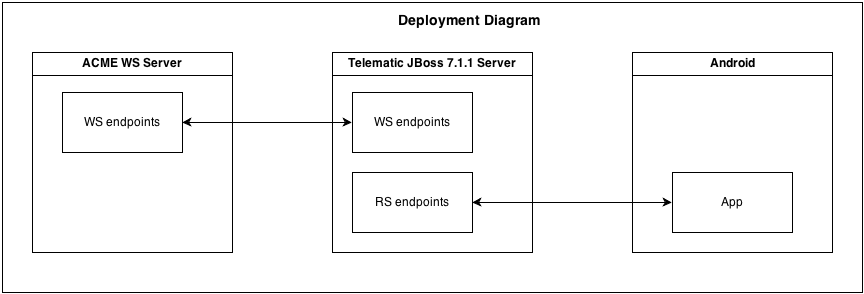 Deployment Diagram
ACME WS Server
Telematic JBoss 7.1.1 Server
Android
WS endpoints
WS endpoints
RS endpoints
App